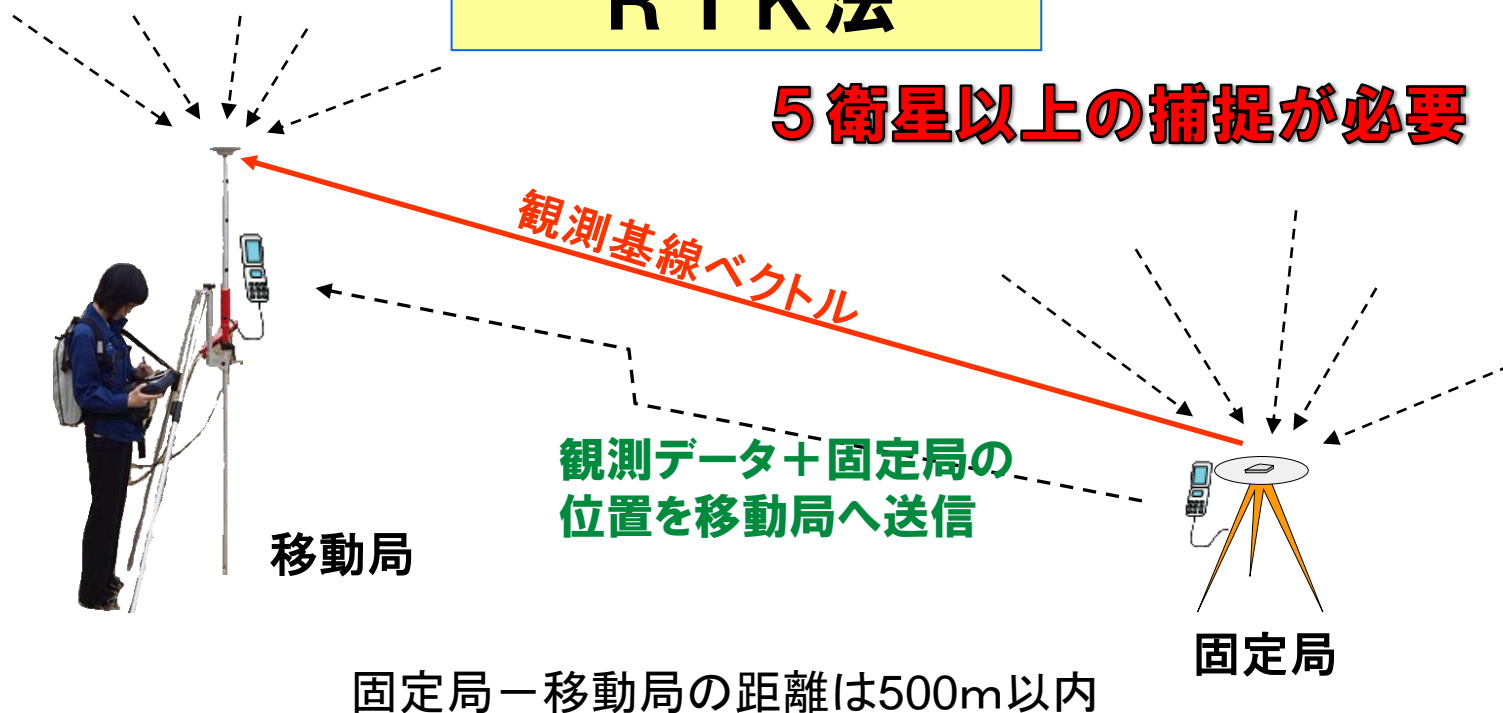 ＲＴＫ法
５衛星以上の捕捉が必要
観測基線ベクトル
観測データ＋固定局の
位置を移動局へ送信
移動局
固定局
固定局－移動局の距離は500m以内